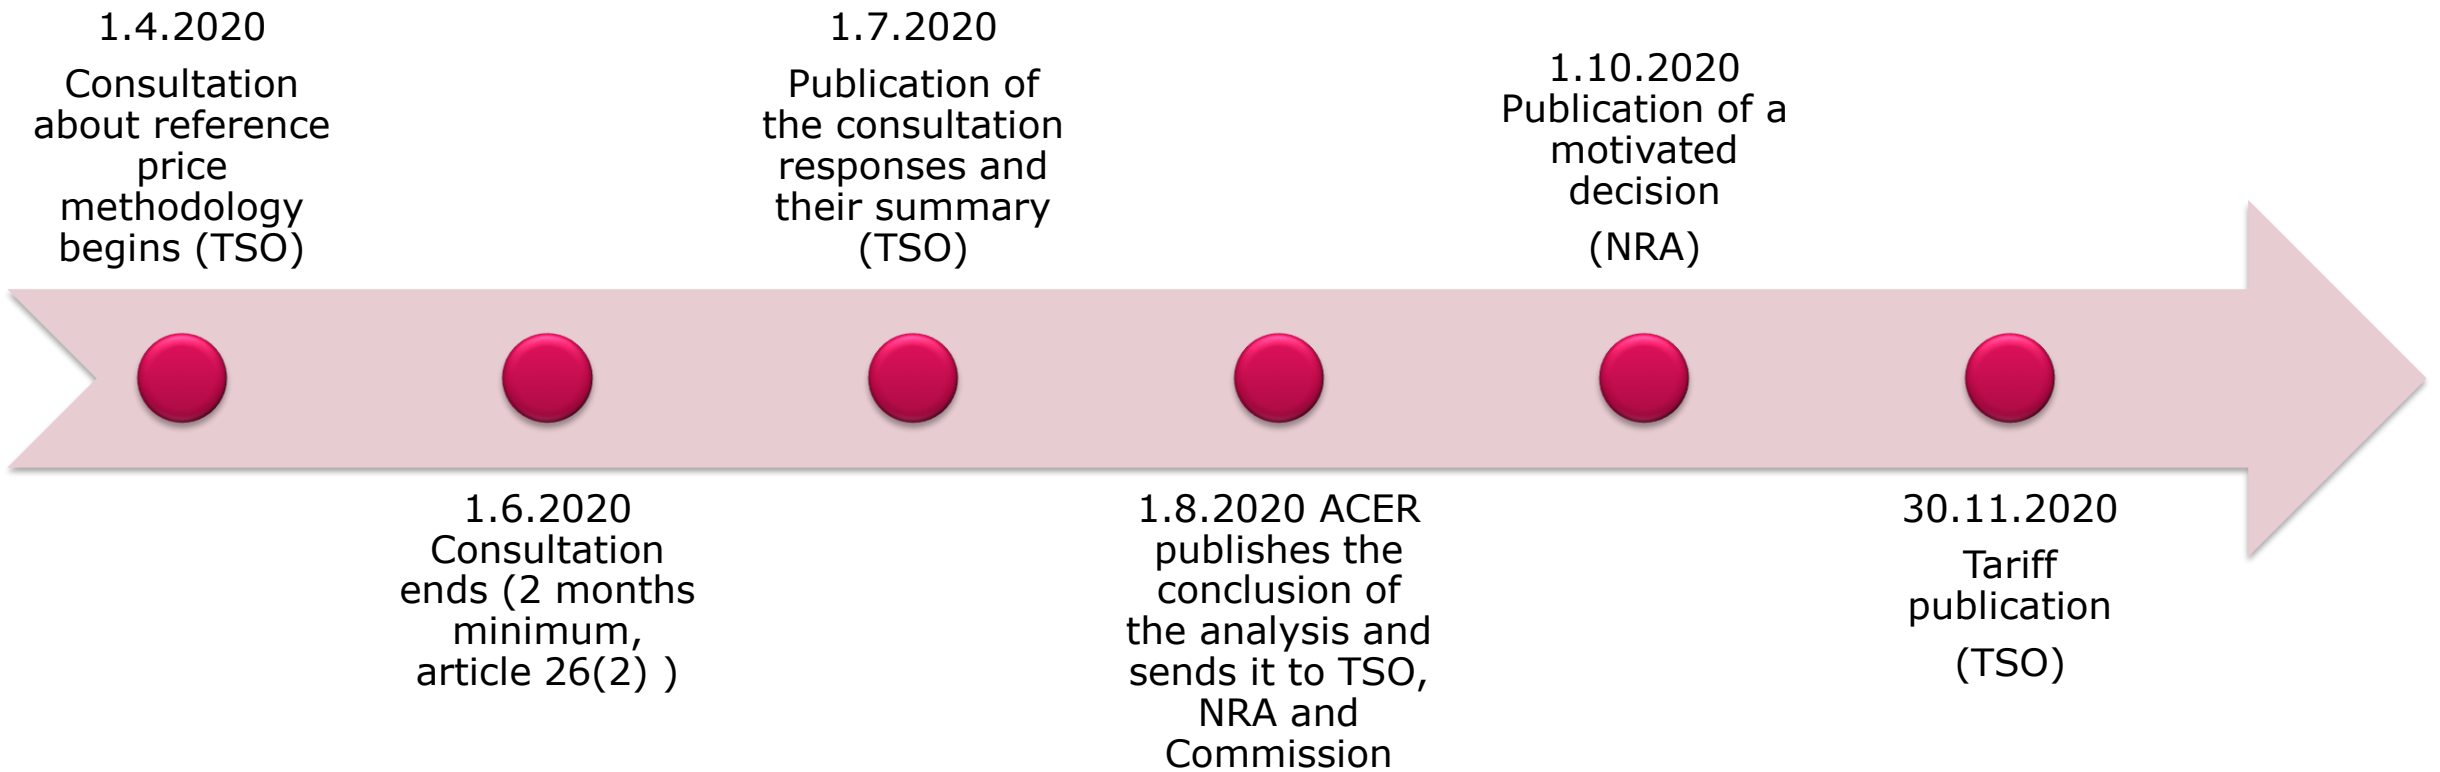 1.4.2020
Consultation
about reference
price
methodology
begins (TSO)
1.6.2020
Consultation
ends (2 months
minimum,
article 26(2) )
1.7.2020
Publication of
the consultation
responses and
their summary
(TSO)
1.8.2020 ACER
publishes the
conclusion of
the analysis and
sends it to TSO,
NRA and
Commission
1.10.2020
Publication of a
motivated
decision
(NRA)
30.11.2020
Tariff
publication
(TSO)